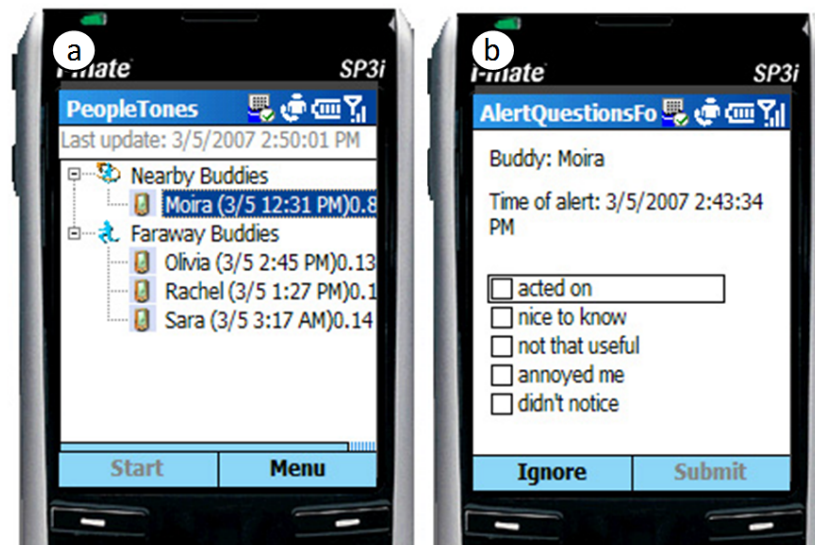 a
i-mate
SP3i
PeopleTones
Last update: 3/5/2007 2:50:01 PM
Nearby Buddies
Moira (3/5 12:31 PM)0.8
Faraway Buddies
Olivia (3/5 2:45 PM)0.13
Rachel (3/5 1:27 PM)0.1
Sara (3/5 3:17 AM)0.14
Start
Menu
b
i-mate
SP3i
AlertQuestionsFo
Buddy: Moira
Time of alert: 3/5/2007 2:43:34
PM
acted on
nice to know
not that useful
annoyed me
didn't notice
Ignore
Submit